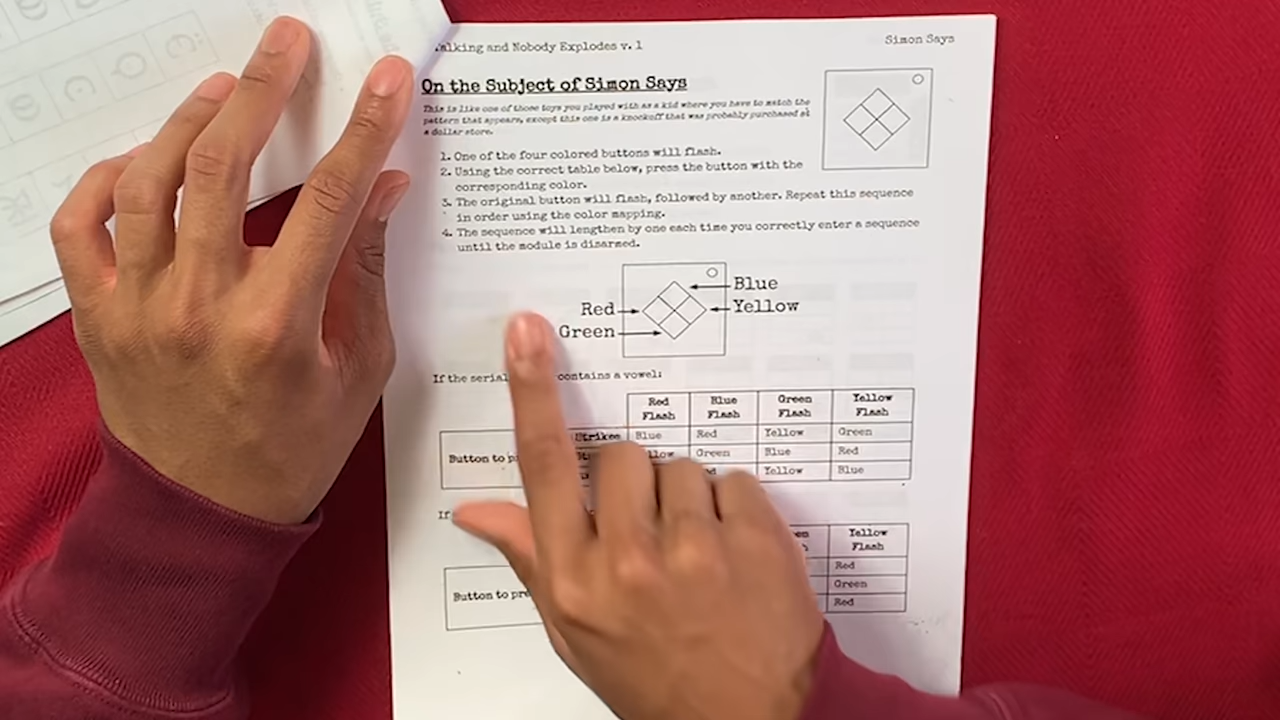 alking and Nobody Explodes v. 1
Simon Says
On the Subject of Simon Says
This is like one of those toys you played with as a kid where you have to match the
pattern that appears, except this one is a knockoff that was probably purchased at
a dollar store.
1. One of the four colored buttons will flash.
2. Using the correct table below, press the button with the
corresponding color.
3. The original button will flash, followed by another. Repeat this sequence
in order using the color mapping.
4. The sequence will lengthen by one each time you correctly enter a sequence
until the module is disarmed.
Blue
Red
Yellow
Green
If the serial contains a vowel:
Red Blue Green Yellow
Flash Flash Flash Flash
Strikes Blue Red Yellow Green
Button to llow Green Blue Red
Yellow Blue
If
Yellow
Flash
Red
Button to Green
Red